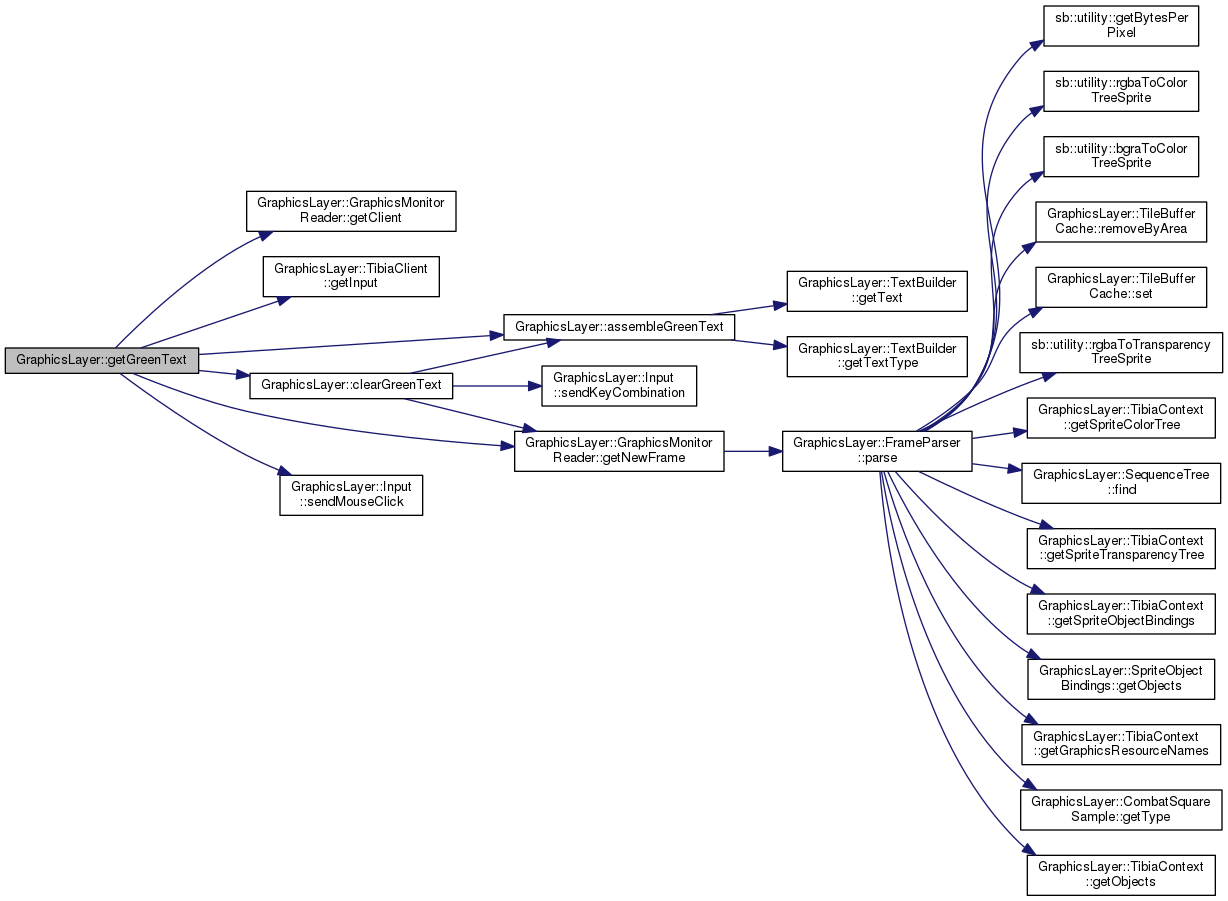 GraphicsLayer::getGreenText
GraphicsLayer::GraphicsMonitor
Reader::getClient
GraphicsLayer::TibiaClient
::getInput
GraphicsLayer::assembleGreenText
GraphicsLayer::clearGreenText
GraphicsLayer::Input
::sendKeyCombination
GraphicsLayer::GraphicsMonitor
Reader::getNewFrame
GraphicsLayer::Input
::sendMouseClick
GraphicsLayer::TextBuilder
::getText
GraphicsLayer::TextBuilder
::getTextType
GraphicsLayer::FrameParser
::parse
sb::utility::getBytesPer
Pixel
sb::utility::rgbaToColor
TreeSprite
sb::utility::bgraToColor
TreeSprite
GraphicsLayer::TileBuffer
Cache::removeByArea
GraphicsLayer::TileBuffer
Cache::set
sb::utility::rgbaToTransparency
TreeSprite
GraphicsLayer::TibiaContext
::getSpriteColorTree
GraphicsLayer::SequenceTree
::find
GraphicsLayer::TibiaContext
::getSpriteTransparencyTree
GraphicsLayer::TibiaContext
::getSpriteObjectBindings
GraphicsLayer::SpriteObject
Bindings::getObjects
GraphicsLayer::TibiaContext
::getGraphicsResourceNames
GraphicsLayer::CombatSquare
Sample::getType
GraphicsLayer::TibiaContext
::getObjects